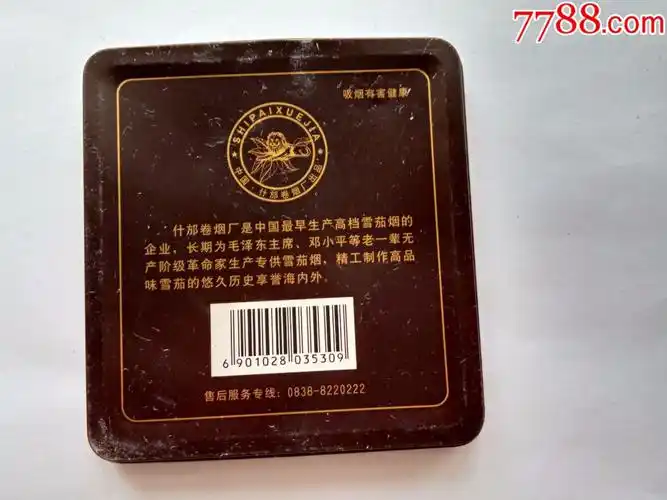 7788.com
吸烟有害健康
SHIPAIXUEJIA
中国·什邡卷烟厂出品
什邡卷烟厂是中国最早生产高档雪茄烟的
企业，长期为毛泽东主席、邓小平等老一辈无
产阶级革命家生产专供雪茄烟，精工制作高品
味雪茄的悠久历史享誉海内外。
6 901028 035309
售后服务专线：0838-8220222